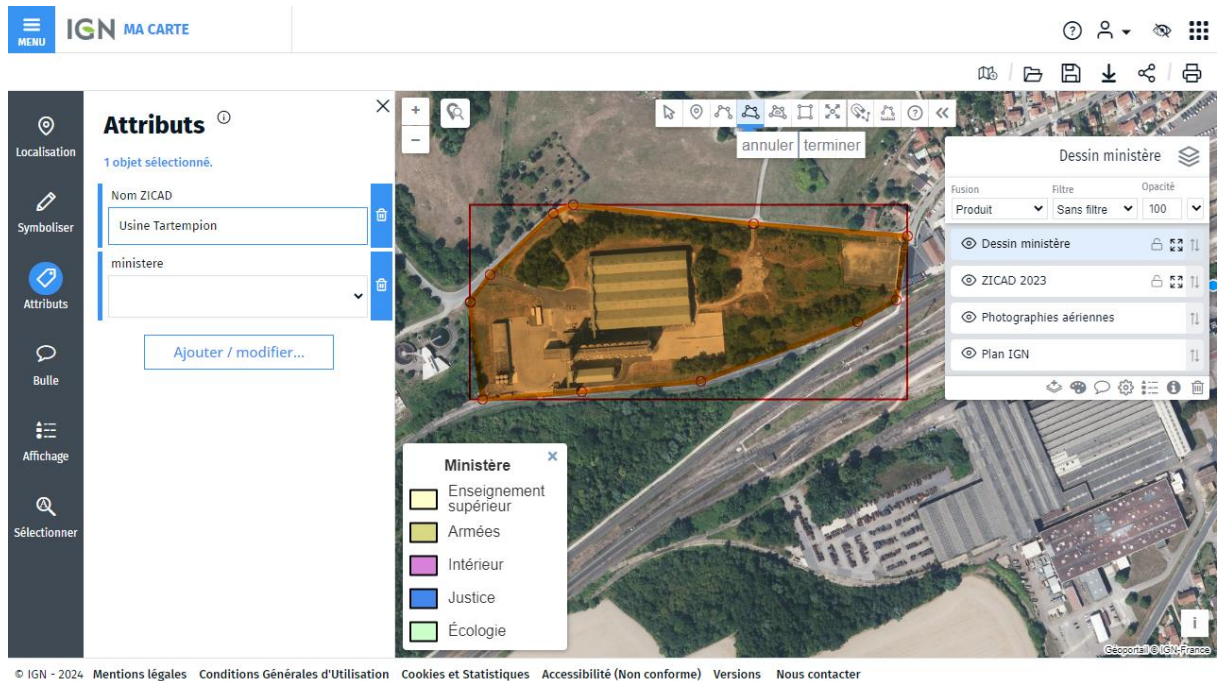 MENU
IGN MA CARTE
annuler terminer
Localisation
Symboliser
Attributs
Bulle
Affichage
Sélectionner
Attributs
1 objet sélectionné.
Nom ZICAD
Usine Tartempion
ministere
Ajouter / modifier...
Dessin ministère
Fusion Filtre Opacité
Produit Sans filtre 100
Dessin ministère
ZICAD 2023
Photographies aériennes
Plan IGN
Ministère
Enseignement
supérieur
Armées
Intérieur
Justice
Écologie
i
Géoportail © IGN-France
© IGN - 2024 Mentions légales Conditions Générales d'Utilisation Cookies et Statistiques Accessibilité (Non conforme) Versions Nous contacter